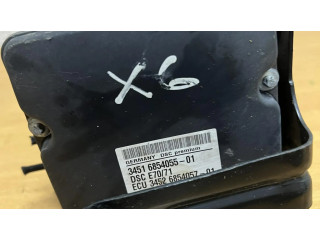 X6
GERMANY DSC premium
3451 6854055-01
DSC E70/71
ECU 3452 6854057-01